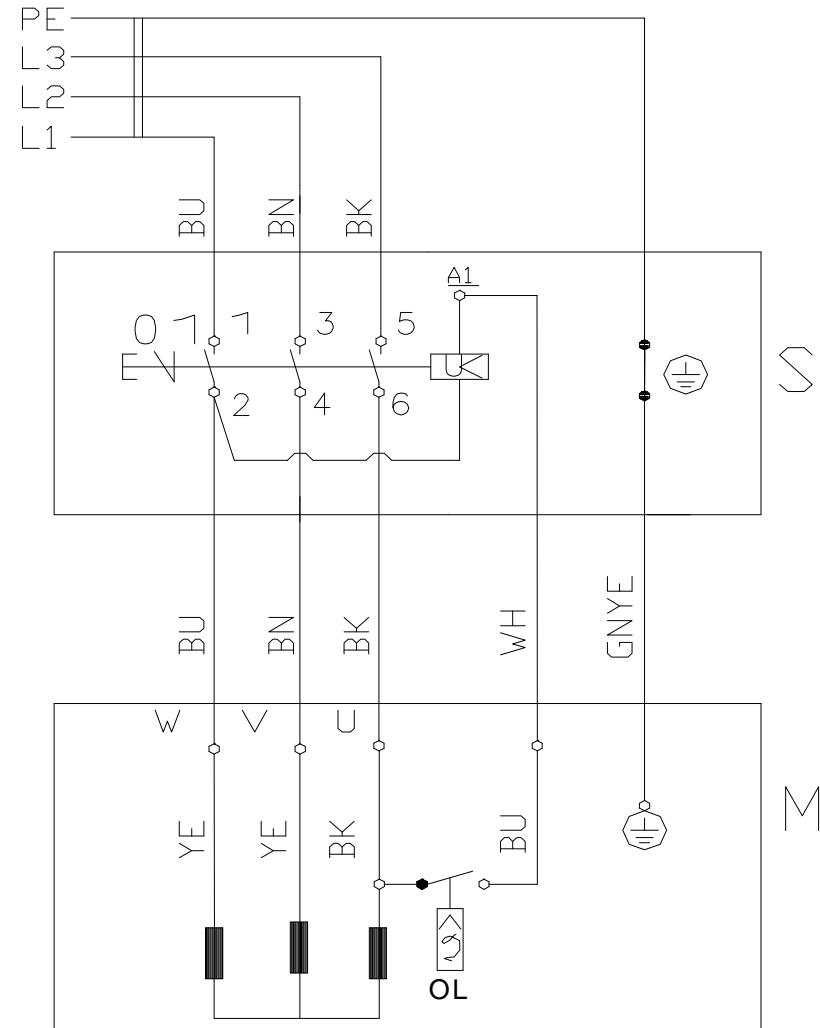 PE
L3
L2
L1
BU BN BK
A1
0 1 1 3 5
U<
S
2 4 6
BU BN BK WH GNYE
W V U
M
YE YE BK BU
OL